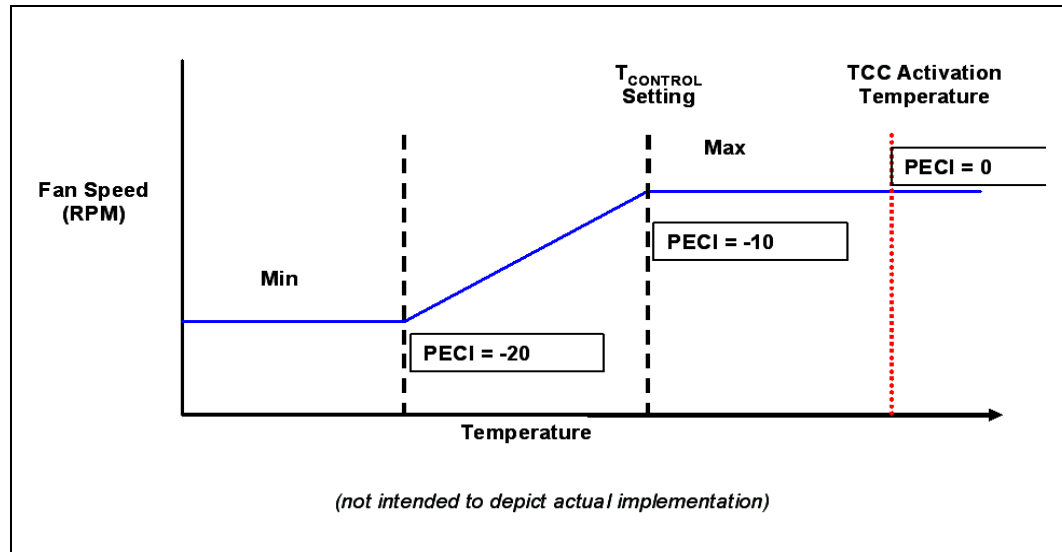 T_CONTROL
Setting
TCC Activation
Temperature
Max
PECI = 0
Fan Speed
(RPM)
PECI = -10
Min
PECI = -20
Temperature
(not intended to depict actual implementation)